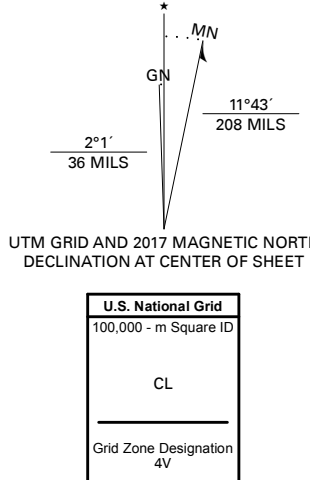 ★
MN
GN
11°43´
208 MILS
2°1´
36 MILS
UTM GRID AND 2017 MAGNETIC NORTH
DECLINATION AT CENTER OF SHEET
U.S. National Grid
100,000 - m Square ID
CL
Grid Zone Designation
4V